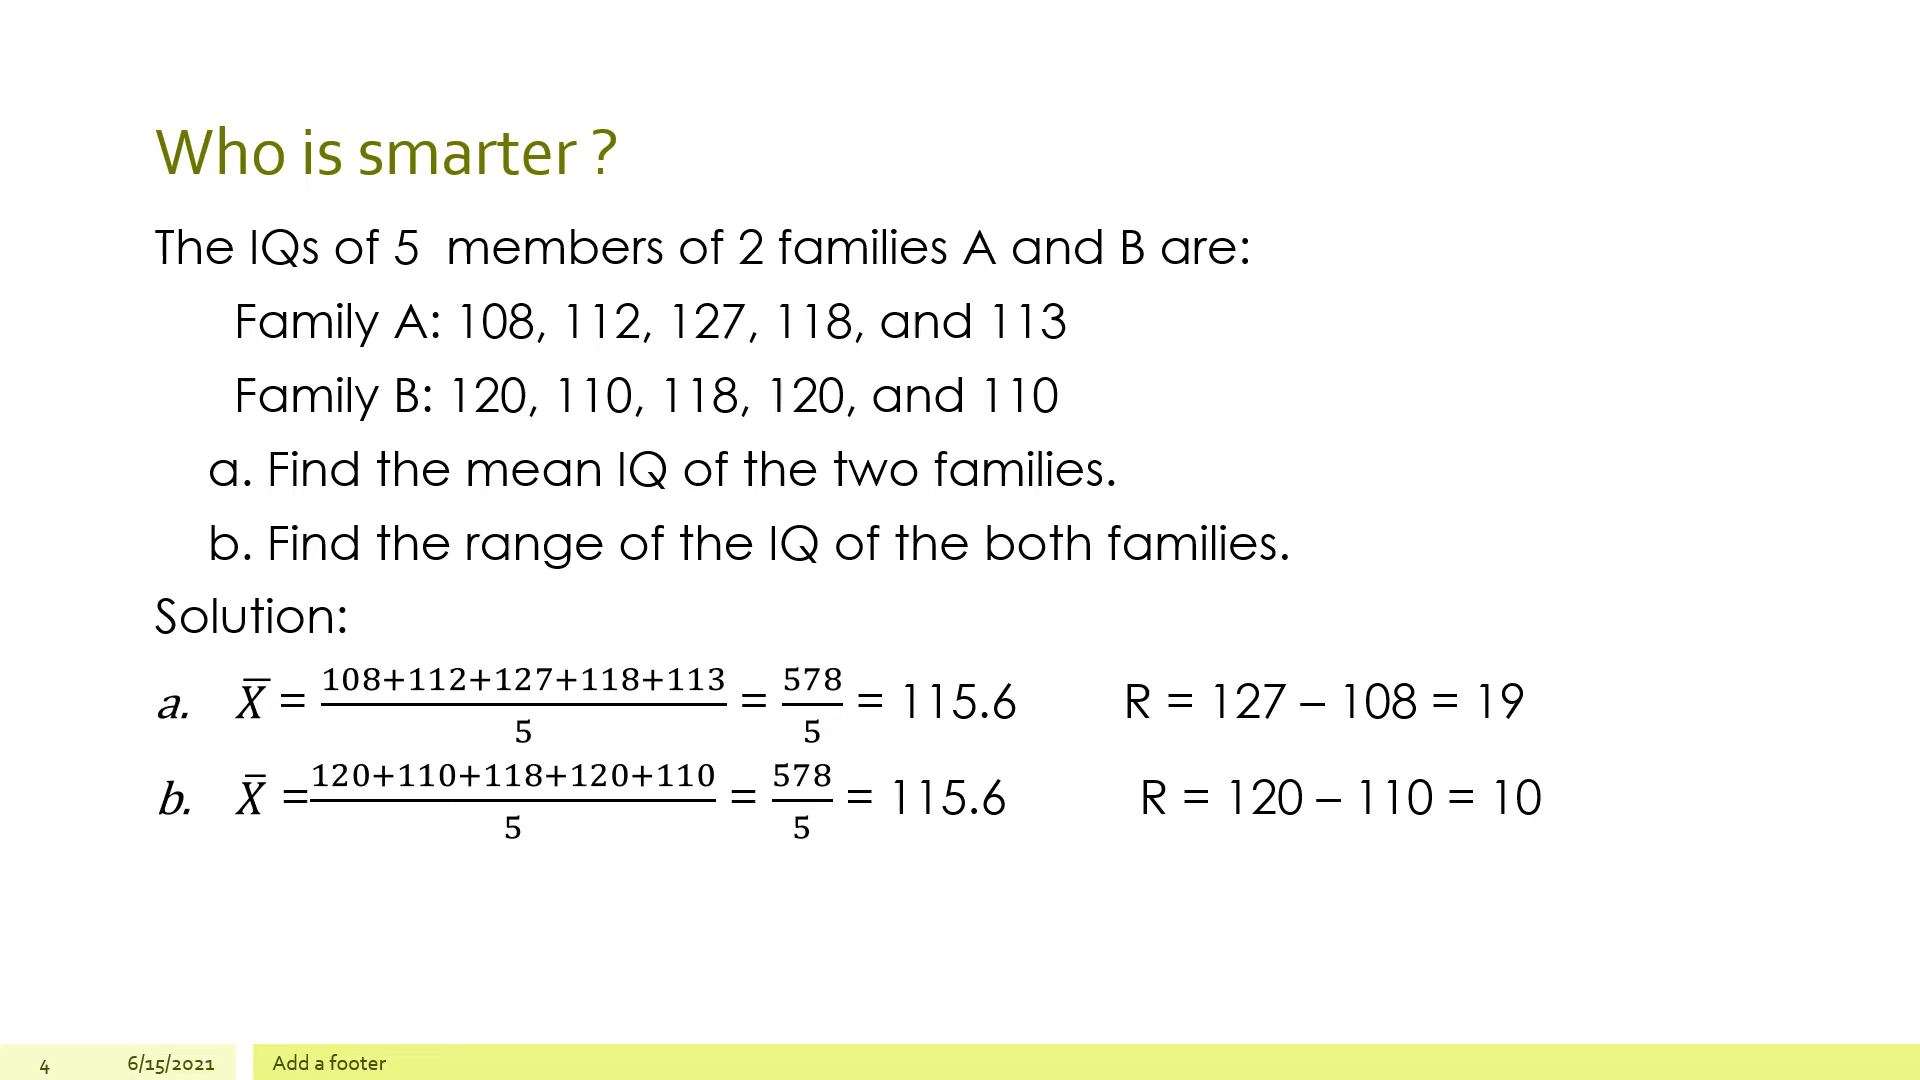 Who is smarter ?
The IQs of 5 members of 2 families A and B are:
Family A: 108, 112, 127, 118, and 113
Family B: 120, 110, 118, 120, and 110
a. Find the mean IQ of the two families.
b. Find the range of the IQ of the both families.
Solution:
a. X̅ = (108+112+127+118+113)/5 = 578/5 = 115.6 R = 127 – 108 = 19
b. X̅ = (120+110+118+120+110)/5 = 578/5 = 115.6 R = 120 – 110 = 10
4 6/15/2021 Add a footer